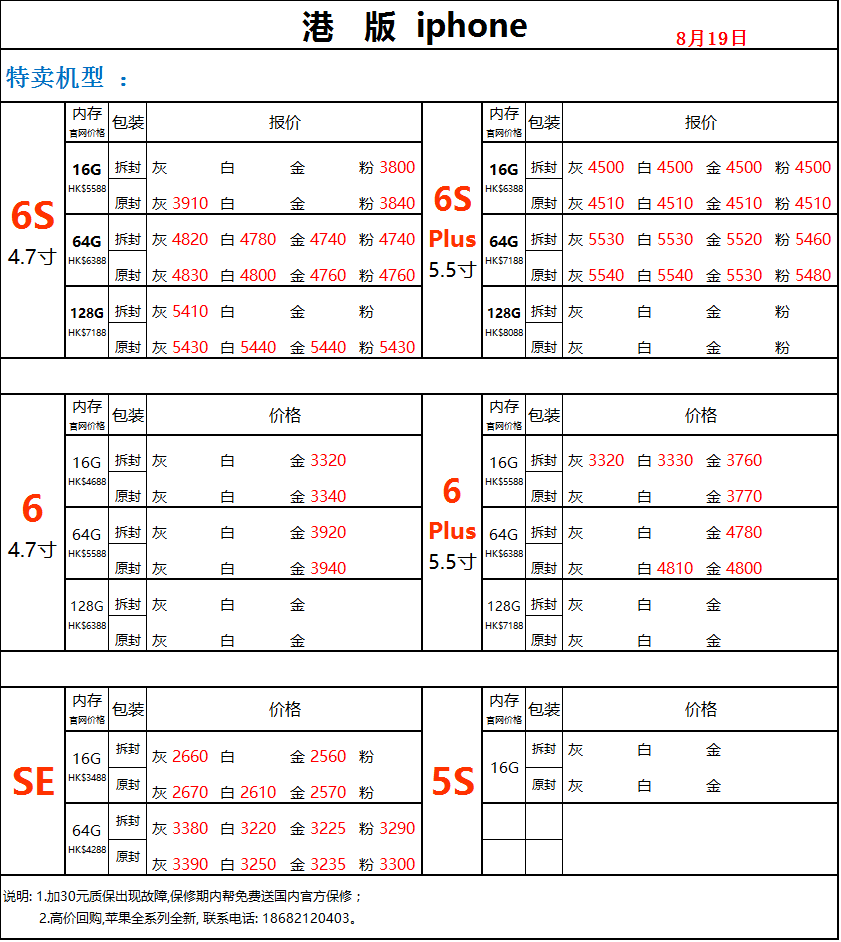 港 版 iphone
8月19日
特卖机型 ：
内存 包装 报价 内存 包装 报价
官网价格 官网价格
16G 拆封 灰 白 金 粉 3800 16G 拆封 灰 4500 白 4500 金 4500 粉 4500
HK$5588 HK$6388
原封 灰 3910 白 金 粉 3840 原封 灰 4510 白 4510 金 4510 粉 4510
6S 6S
64G 拆封 灰 4820 白 4780 金 4740 粉 4740 Plus 64G 拆封 灰 5530 白 5530 金 5520 粉 5460
4.7寸 HK$6388 5.5寸 HK$7188
原封 灰 4830 白 4800 金 4760 粉 4760 原封 灰 5540 白 5540 金 5530 粉 5480
128G 拆封 灰 5410 白 金 粉 128G 拆封 灰 白 金 粉
HK$7188 HK$8088
原封 灰 5430 白 5440 金 5440 粉 5430 原封 灰 白 金 粉
内存 包装 价格 内存 包装 价格
官网价格 官网价格
16G 拆封 灰 白 金 3320 16G 拆封 灰 3320 白 3330 金 3760
HK$4688 HK$5588
原封 灰 白 金 3340 原封 灰 白 金 3770
6 6
64G 拆封 灰 白 金 3920 Plus 64G 拆封 灰 白 金 4780
4.7寸 HK$5588 5.5寸 HK$6388
原封 灰 白 金 3940 原封 灰 白 4810 金 4800
128G 拆封 灰 白 金 128G 拆封 灰 白 金
HK$6388 HK$7188
原封 灰 白 金 原封 灰 白 金
内存 包装 价格 内存 包装 价格
官网价格 官网价格
16G 拆封 灰 2660 白 金 2560 粉 16G 拆封 灰 白 金
HK$3488
原封 灰 2670 白 2610 金 2570 粉 原封 灰 白 金
SE 5S
64G 拆封 灰 3380 白 3220 金 3225 粉 3290
HK$4288
原封 灰 3390 白 3250 金 3235 粉 3300
说明: 1.加30元质保出现故障,保修期内帮免费送国内官方保修；
2.高价回购,苹果全系列全新, 联系电话: 18682120403。